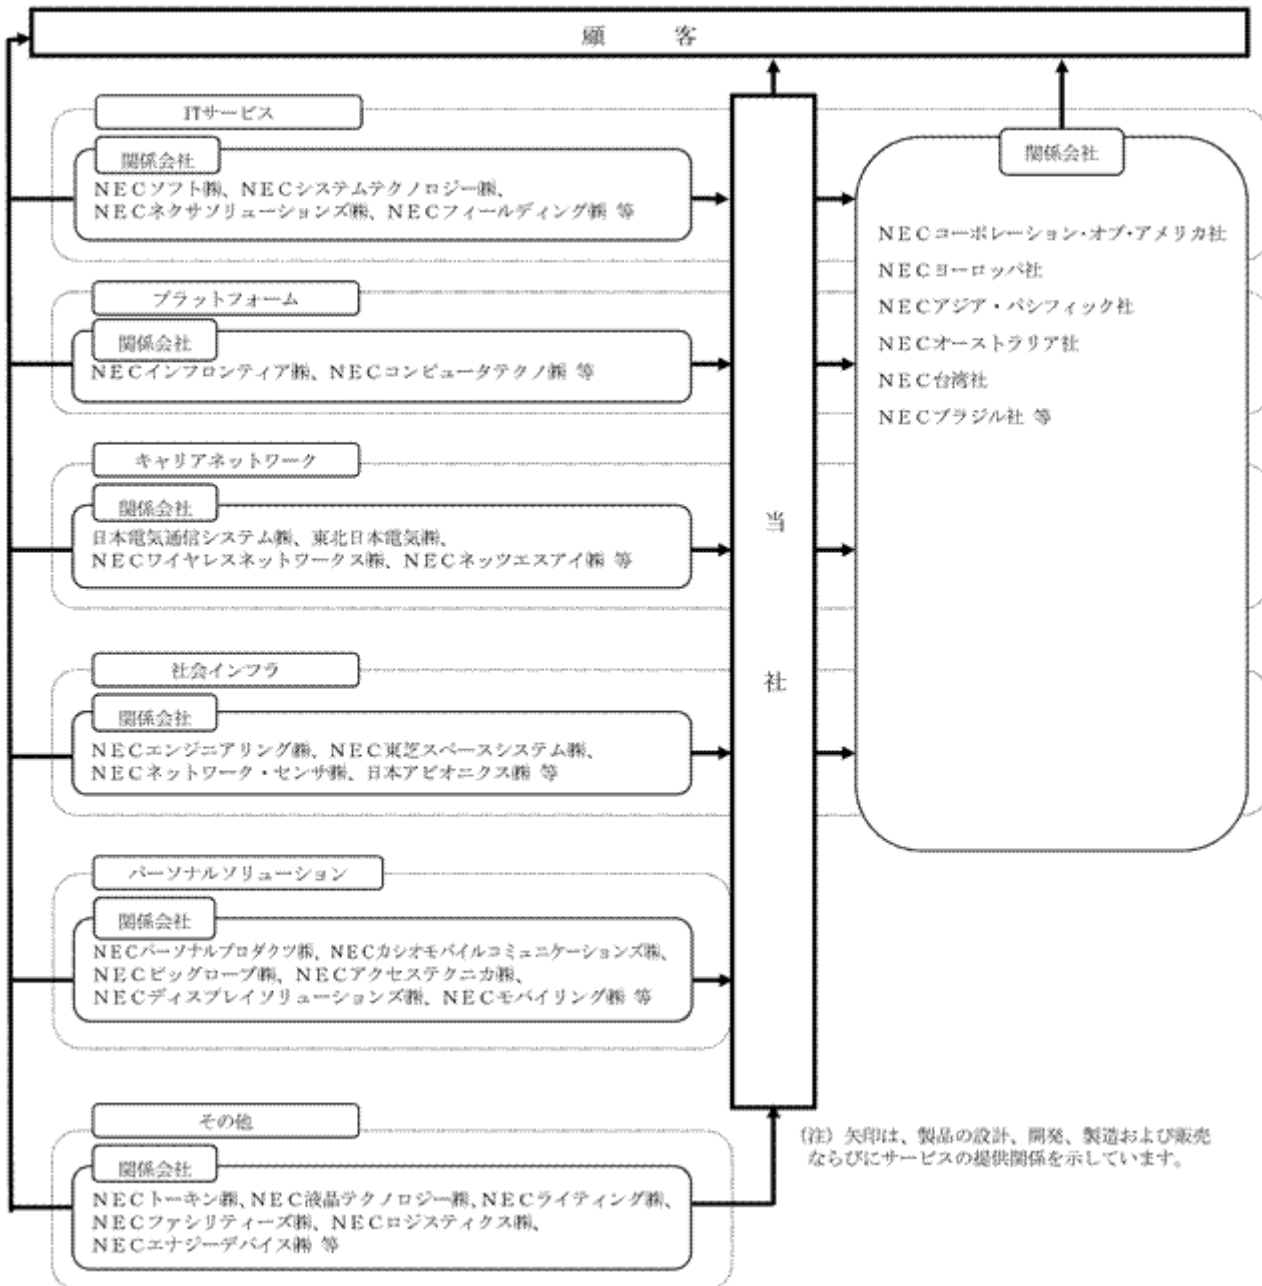 顧 客
ITサービス
関係会社
NECソフト㈱、NECシステムテクノロジー㈱、
NECネクサソリューションズ㈱、NECフィールディング㈱ 等
プラットフォーム
関係会社
NECインフロンティア㈱、NECコンピュータテクノ㈱ 等
キャリアネットワーク
関係会社
日本電気通信システム㈱、東北日本電気㈱、
NECワイヤレスネットワークス㈱、NECネッツエスアイ㈱ 等
社会インフラ
関係会社
NECエンジニアリング㈱、NEC東芝スペースシステム㈱、
NECネットワーク・センサ㈱、日本アビオニクス㈱ 等
パーソナルソリューション
関係会社
NECパーソナルプロダクツ㈱、NECカシオモバイルコミュニケーションズ㈱、
NECビッグローブ㈱、NECアクセステクニカ㈱、
NECディスプレイソリューションズ㈱、NECモバイリング㈱ 等
その他
関係会社
NECトーキン㈱、NEC液晶テクノロジー㈱、NECライティング㈱、
NECファシリティーズ㈱、NECロジスティクス㈱、
NECエナジーデバイス㈱ 等
当
社
関係会社
NECコーポレーション・オブ・アメリカ社
NECヨーロッパ社
NECアジア・パシフィック社
NECオーストラリア社
NEC台湾社
NECブラジル社 等
(注) 矢印は、製品の設計、開発、製造および販売
ならびにサービスの提供関係を示しています。